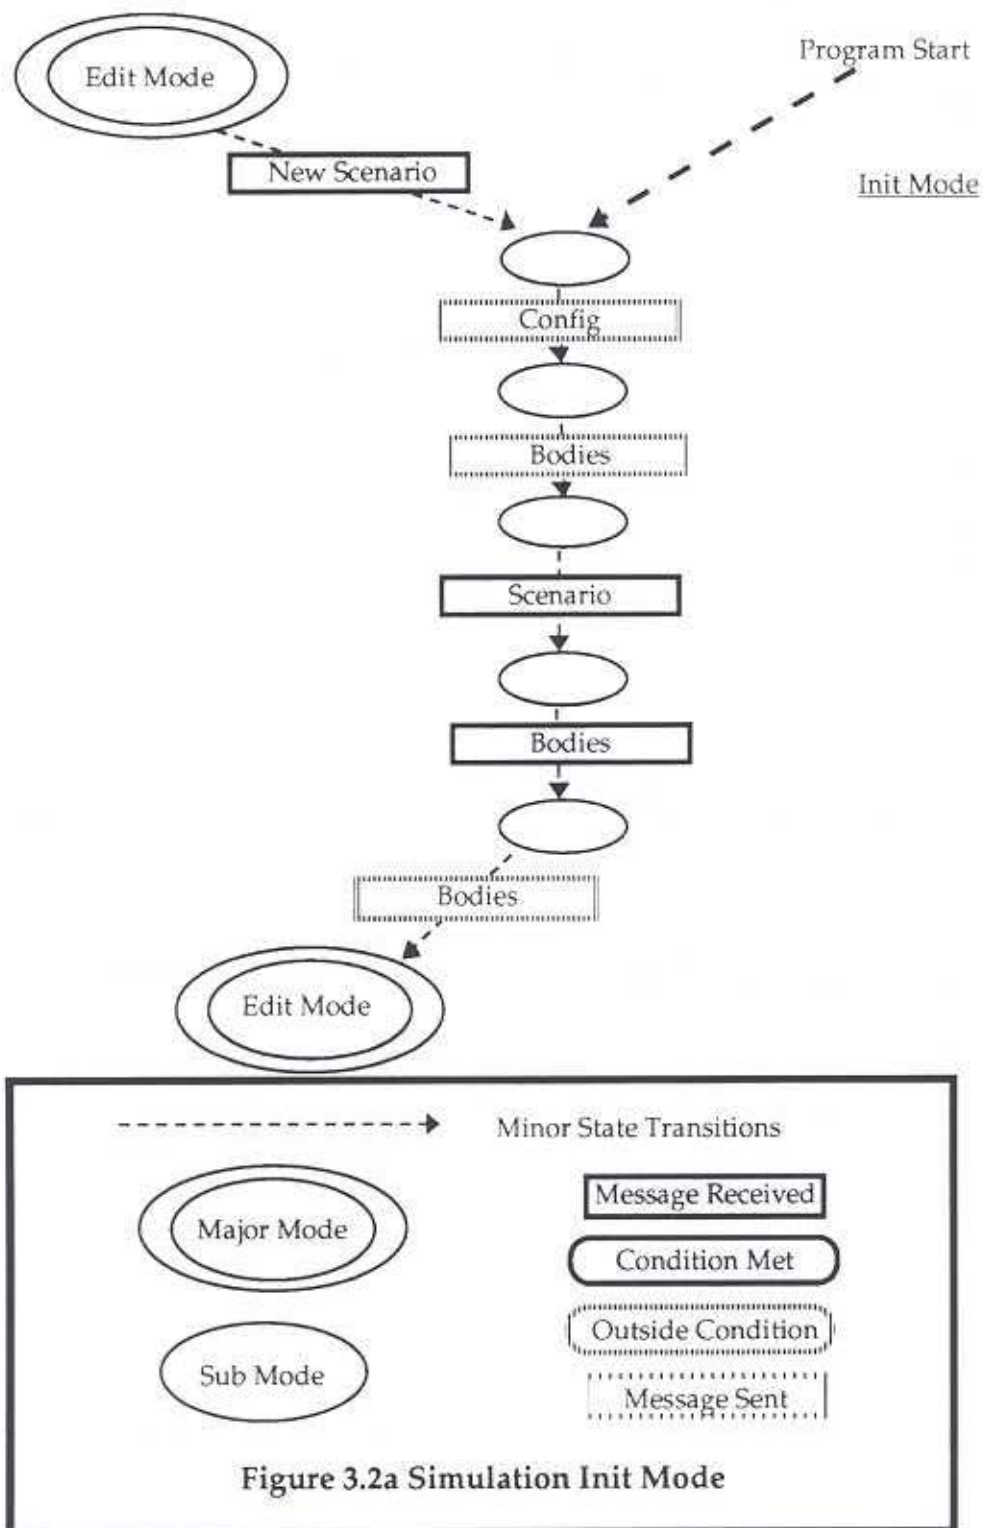 Edit Mode
Program Start
New Scenario
Init Mode
Config
Bodies
Scenario
Bodies
Bodies
Edit Mode
Minor State Transitions
Major Mode
Message Received
Condition Met
Outside Condition
Sub Mode
Message Sent
Figure 3.2a Simulation Init Mode